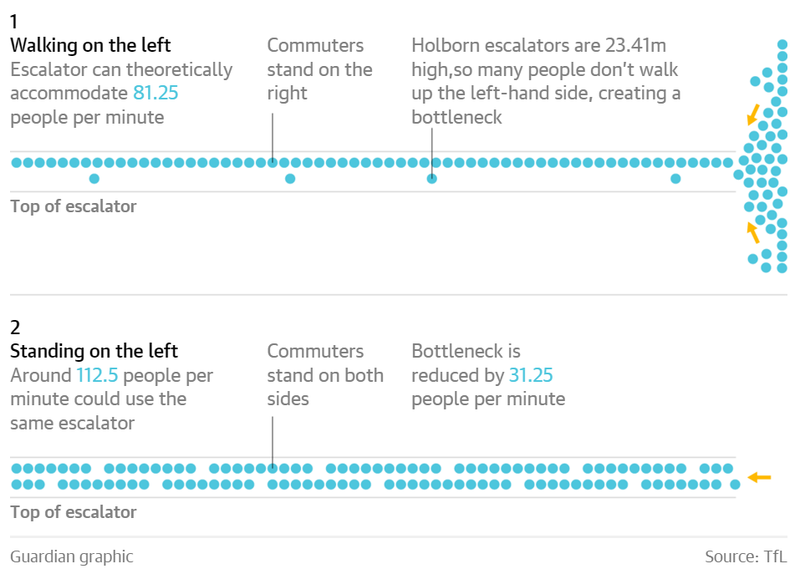 1
Walking on the left
Escalator can theoretically
accommodate 81.25
people per minute
Commuters
stand on the
right
Holborn escalators are 23.41m
high,so many people don't walk
up the left-hand side, creating a
bottleneck
Top of escalator
2
Standing on the left
Around 112.5 people per
minute could use the
same escalator
Commuters
stand on both
sides
Bottleneck is
reduced by 31.25
people per minute
Top of escalator
Guardian graphic
Source: TfL